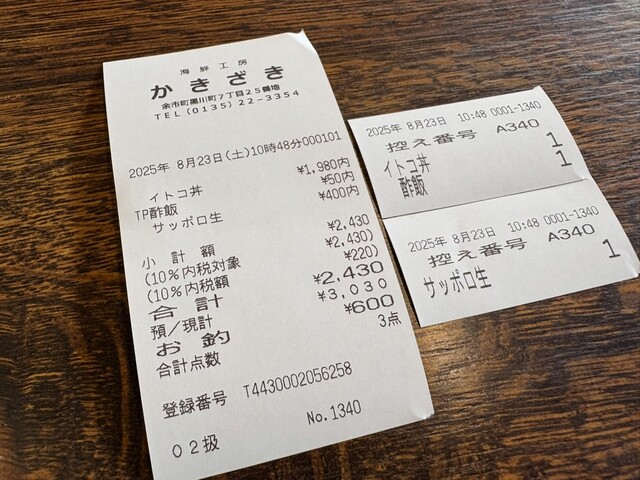 海鮮工房
かきざき
余市町黒川町7丁目25番地
TEL(0135)22-3354
2025年 8月23日(土)10時48分000101
イトコ丼 ¥1,980内
TP酢飯 ¥50内
サッポロ生 ¥400内
小計額 ¥2,430
(10%内税対象 ¥2,430)
(10%内税額 ¥220)
合計 ¥2,430
預/現計 ¥3,030
お釣 ¥600
合計点数 3点
登録番号 T4430002056258
No.1340
02扱
2025年 8月23日 10:48 0001-1340
控え番号 A340
イトコ丼 1
酢飯 1
2025年 8月23日 10:48 0001-1340
控え番号 A340
サッポロ生 1